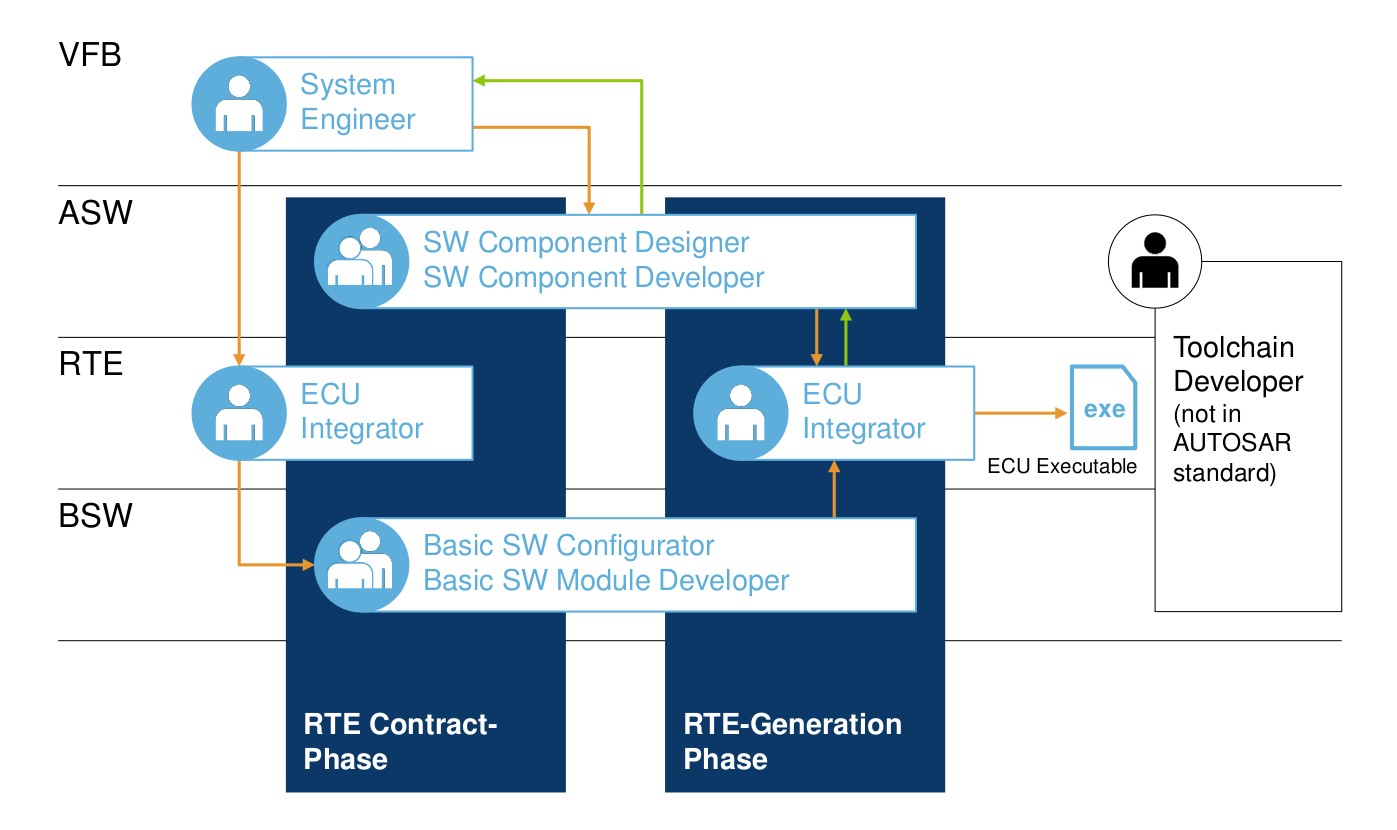 VFB
System
Engineer
ASW
SW Component Designer
SW Component Developer
RTE
ECU
Integrator
ECU
Integrator
exe
ECU Executable
Toolchain
Developer
(not in
AUTOSAR
standard)
BSW
Basic SW Configurator
Basic SW Module Developer
RTE Contract-
Phase
RTE-Generation
Phase